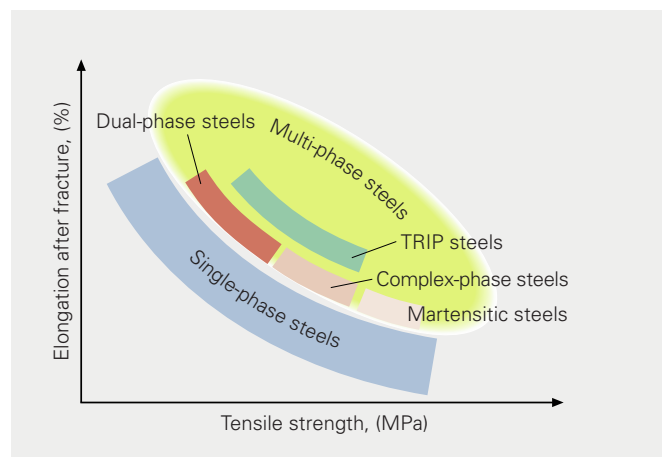 Elongation after fracture, (%)
Dual-phase steels
Multi-phase steels
TRIP steels
Complex-phase steels
Martensitic steels
Single-phase steels
Tensile strength, (MPa)